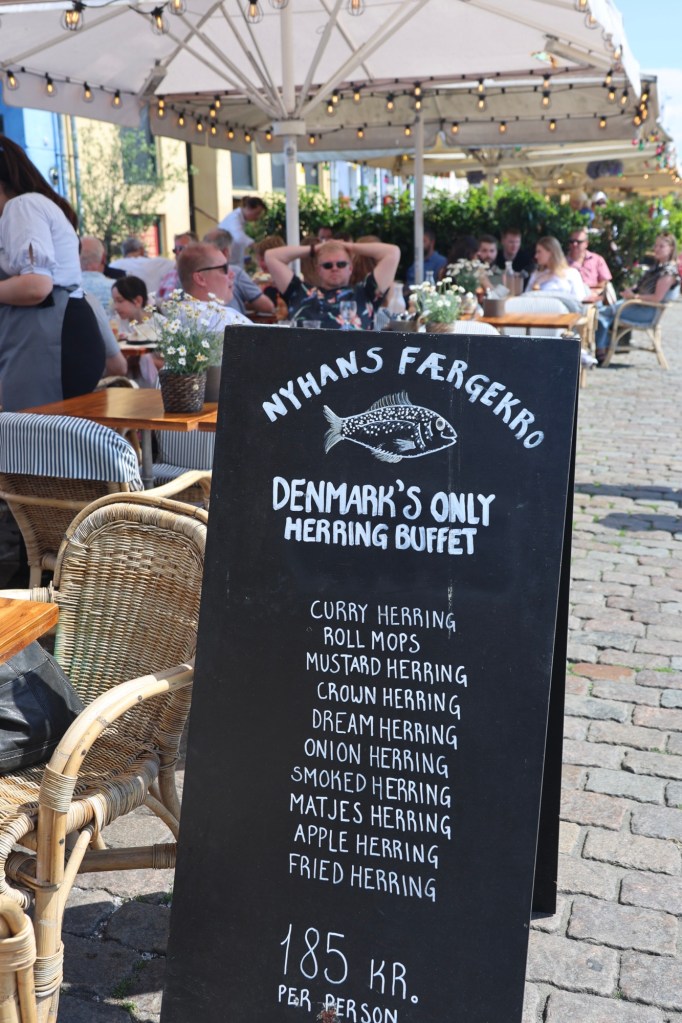 NYHANS FÆRGEKRO
DENMARK'S ONLY
HERRING BUFFET
CURRY HERRING
ROLL MOPS
MUSTARD HERRING
CROWN HERRING
DREAM HERRING
ONION HERRING
SMOKED HERRING
MATJES HERRING
APPLE HERRING
FRIED HERRING
185 KR.
PER PERSON